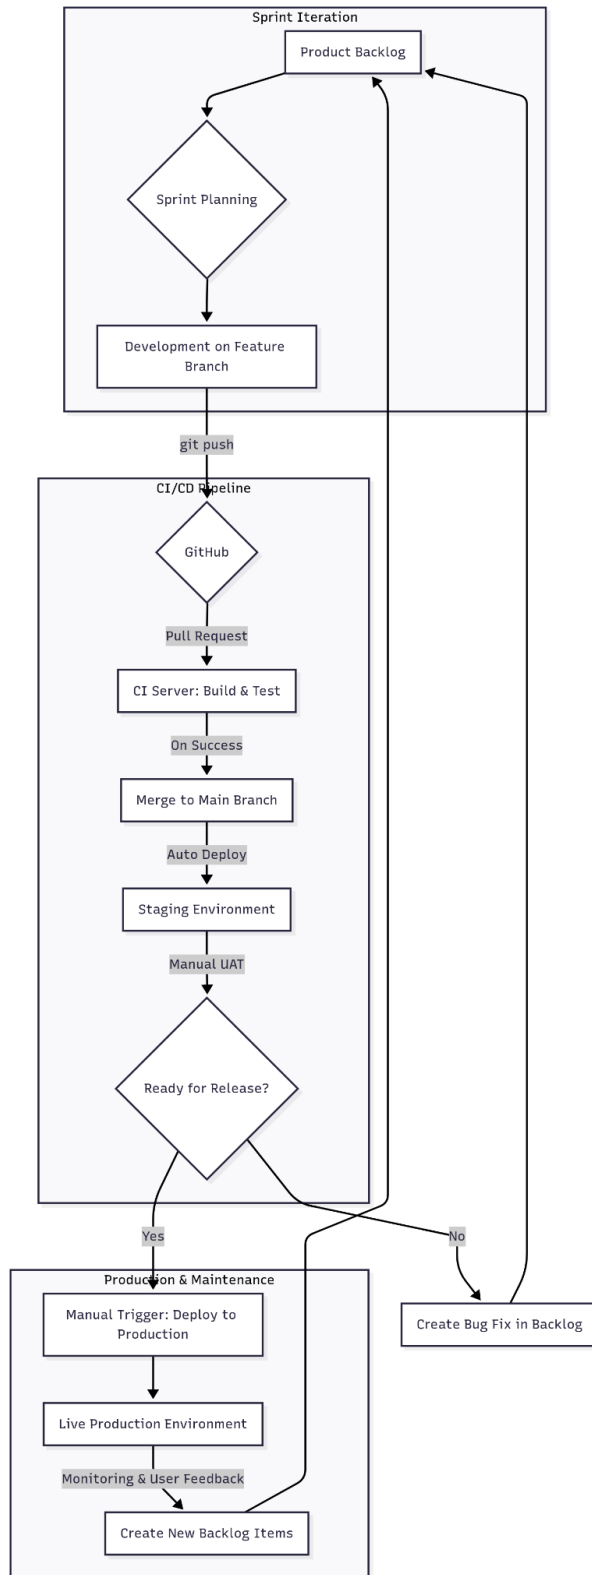 Sprint Iteration
Product Backlog
Sprint Planning
Development on Feature
Branch
git push
CI/CD Pipeline
GitHub
Pull Request
CI Server: Build & Test
On Success
Merge to Main Branch
Auto Deploy
Staging Environment
Manual UAT
Ready for Release?
Yes
No
Production & Maintenance
Manual Trigger: Deploy to
Production
Create Bug Fix in Backlog
Live Production Environment
Monitoring & User Feedback
Create New Backlog Items